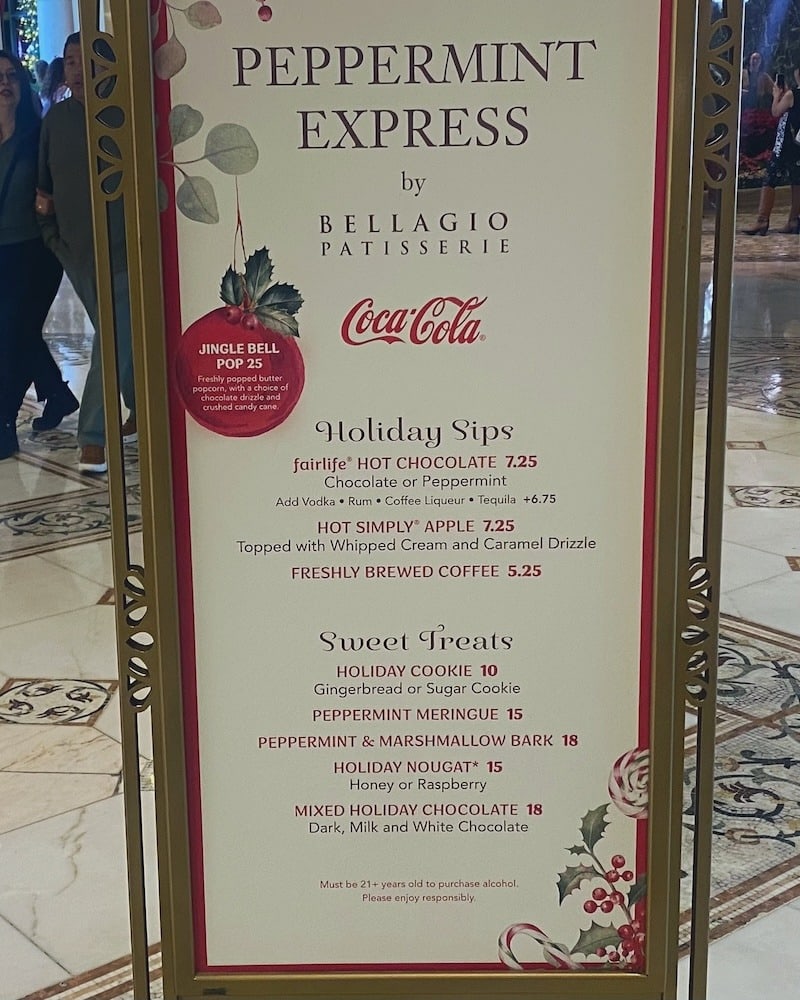 PEPPERMINT
EXPRESS
by
BELLAGIO
PATISSERIE
Coca-Cola®
JINGLE BELL
POP 25
Freshly popped butter
popcorn, with a choice of
chocolate drizzle and
crushed candy cane.
Holiday Sips
fairlife® HOT CHOCOLATE 7.25
Chocolate or Peppermint
Add Vodka • Rum • Coffee Liqueur • Tequila +6.75
HOT SIMPLY® APPLE 7.25
Topped with Whipped Cream and Caramel Drizzle
FRESHLY BREWED COFFEE 5.25
Sweet Treats
HOLIDAY COOKIE 10
Gingerbread or Sugar Cookie
PEPPERMINT MERINGUE 15
PEPPERMINT & MARSHMALLOW BARK 18
HOLIDAY NOUGAT* 15
Honey or Raspberry
MIXED HOLIDAY CHOCOLATE 18
Dark, Milk and White Chocolate
Must be 21+ years old to purchase alcohol.
Please enjoy responsibly.